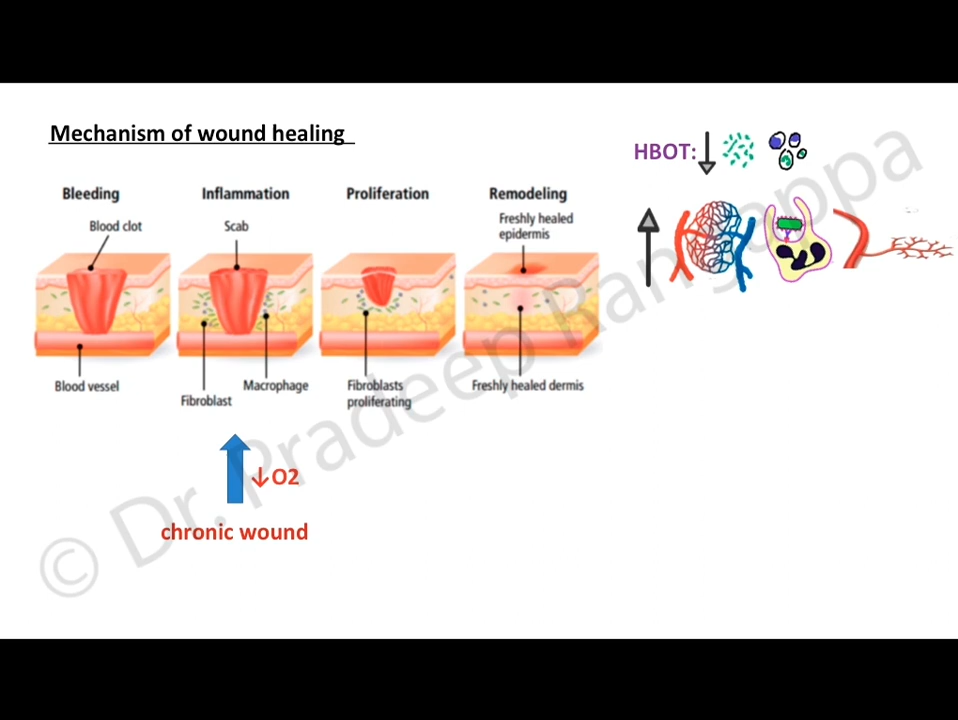 Mechanism of wound healing
HBOT:
Bleeding
Inflammation
Proliferation
Remodeling
Blood clot
Scab
Freshly healed
epidermis
Blood vessel
Fibroblast
Macrophage
Fibroblasts
proliferating
Freshly healed dermis
↓O2
chronic wound
© Dr. Pradeep Rangappa